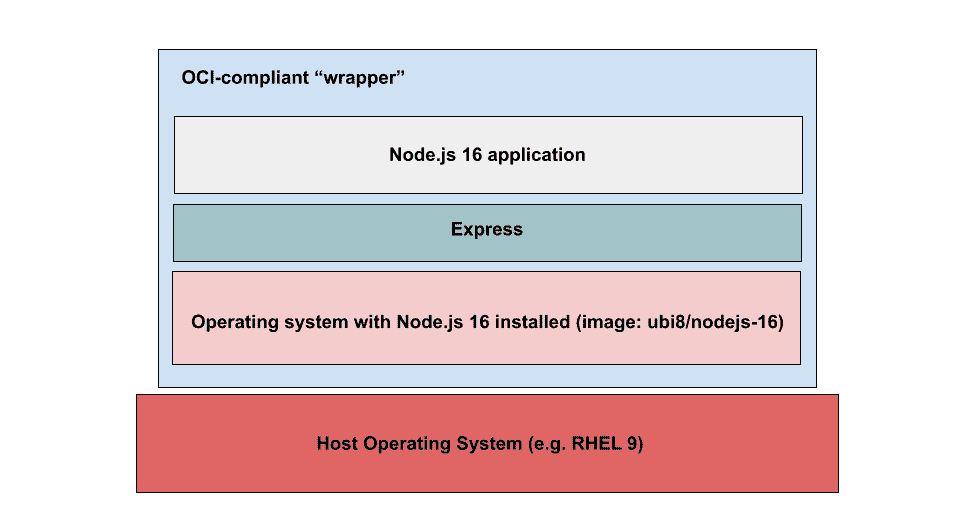 OCI-compliant “wrapper”
Node.js 16 application
Express
Operating system with Node.js 16 installed (image: ubi8/nodejs-16)
Host Operating System (e.g. RHEL 9)